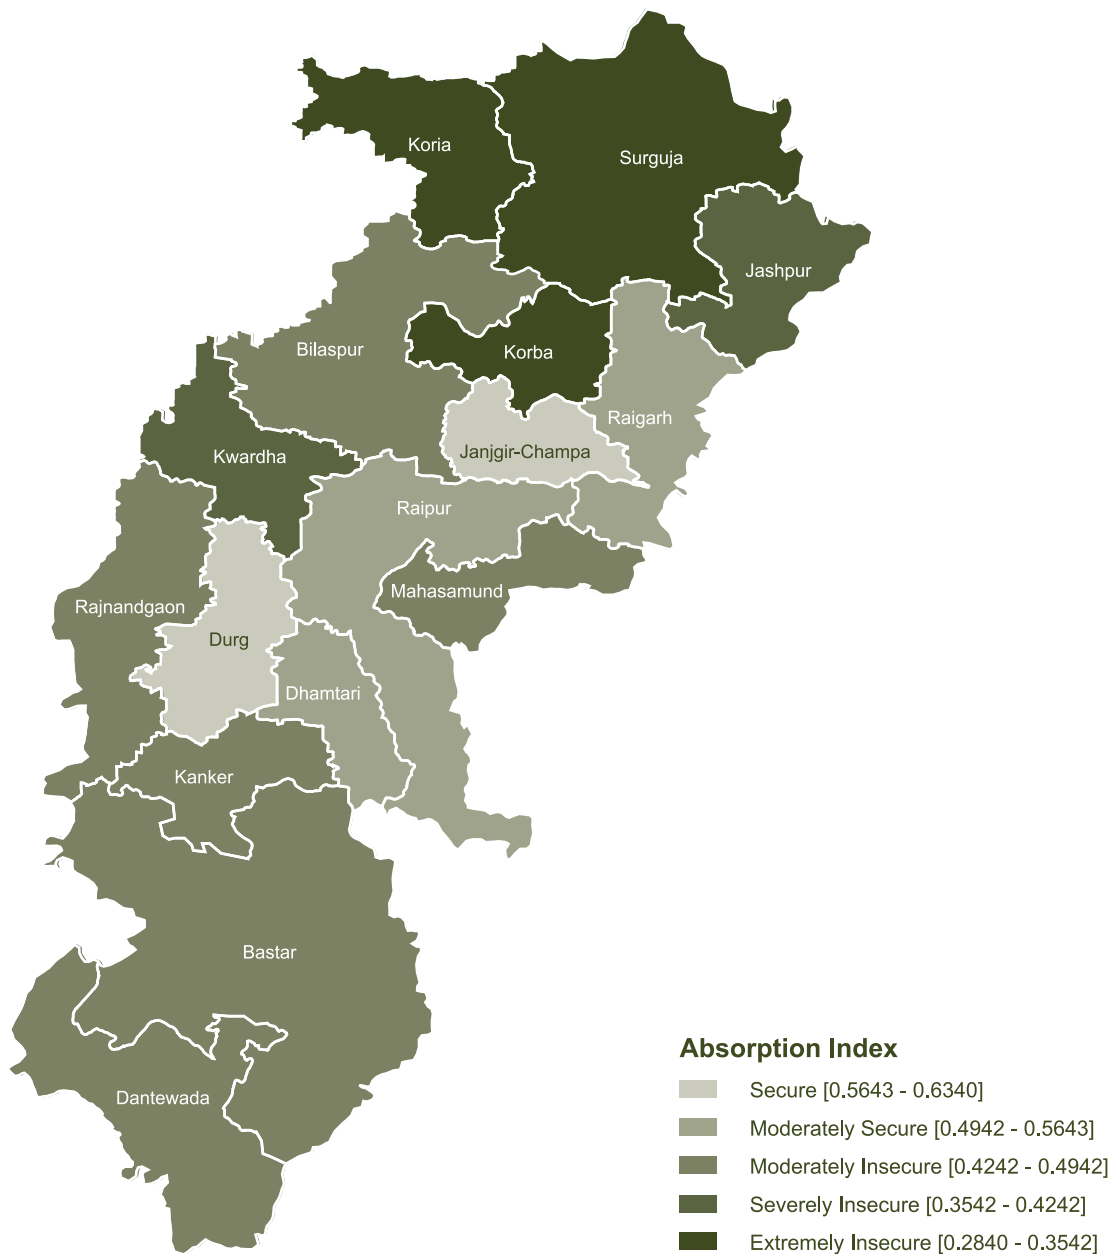 Koria
Surguja
Jashpur
Bilaspur
Korba
Raigarh
Janjgir-Champa
Kwardha
Raipur
Mahasamund
Rajnandgaon
Durg
Dhamtari
Kanker
Bastar
Dantewada
Absorption Index
Secure [0.5643 - 0.6340]
Moderately Secure [0.4942 - 0.5643]
Moderately Insecure [0.4242 - 0.4942]
Severely Insecure [0.3542 - 0.4242]
Extremely Insecure [0.2840 - 0.3542]